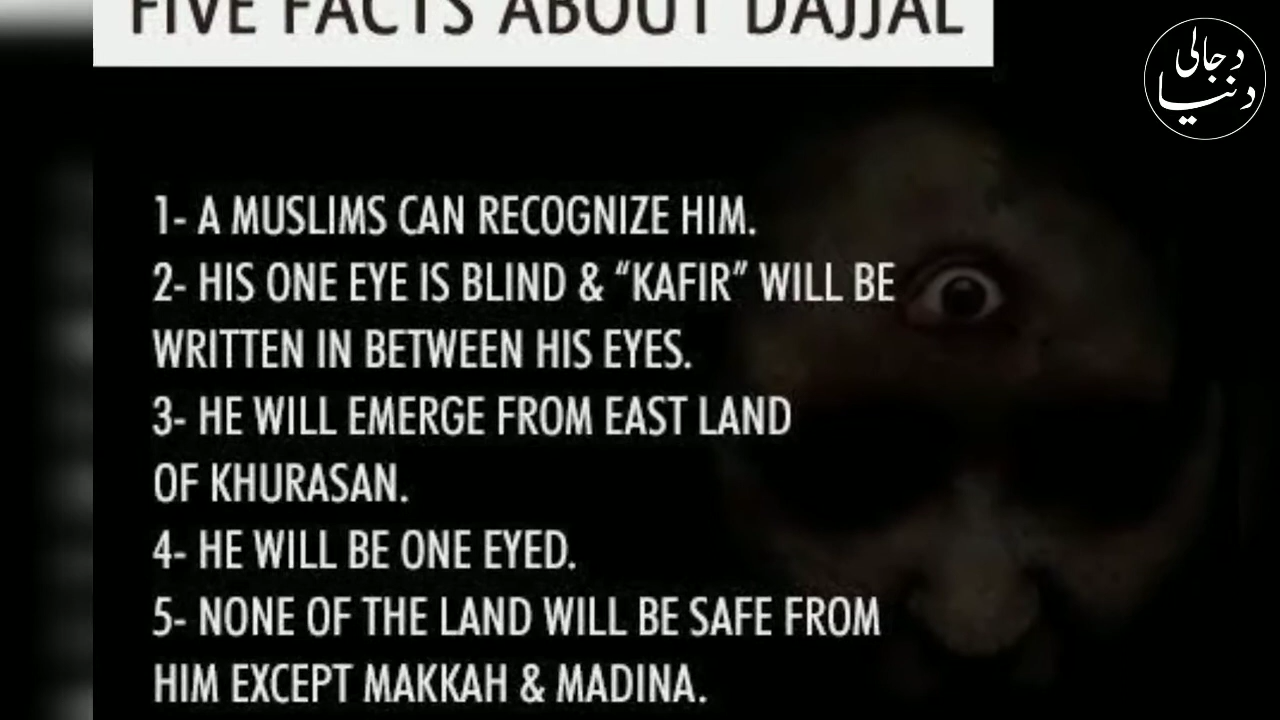 FIVE FACTS ABOUT DAJJAL
دجالی
دنیا
1- A MUSLIMS CAN RECOGNIZE HIM.
2- HIS ONE EYE IS BLIND & “KAFIR” WILL BE
WRITTEN IN BETWEEN HIS EYES.
3- HE WILL EMERGE FROM EAST LAND
OF KHURASAN.
4- HE WILL BE ONE EYED.
5- NONE OF THE LAND WILL BE SAFE FROM
HIM EXCEPT MAKKAH & MADINA.